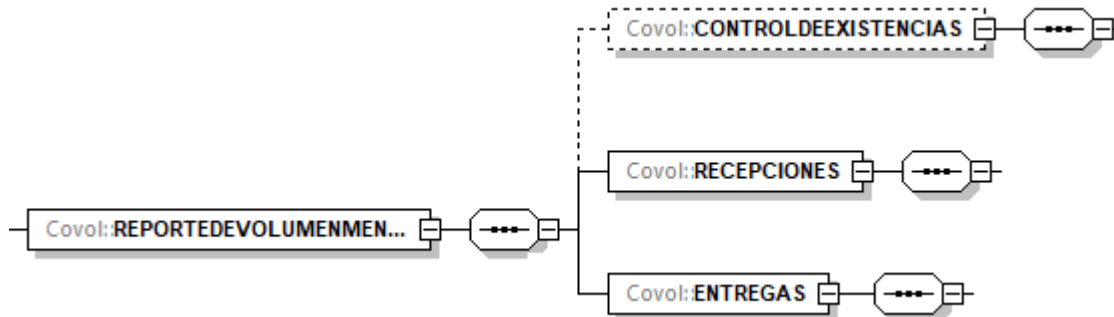 Covol::CONTROLDEEXISTENCIAS
Covol::RECEPCIONES
Covol::REPORTEDEVOLUMENMEN...
Covol::ENTREGAS